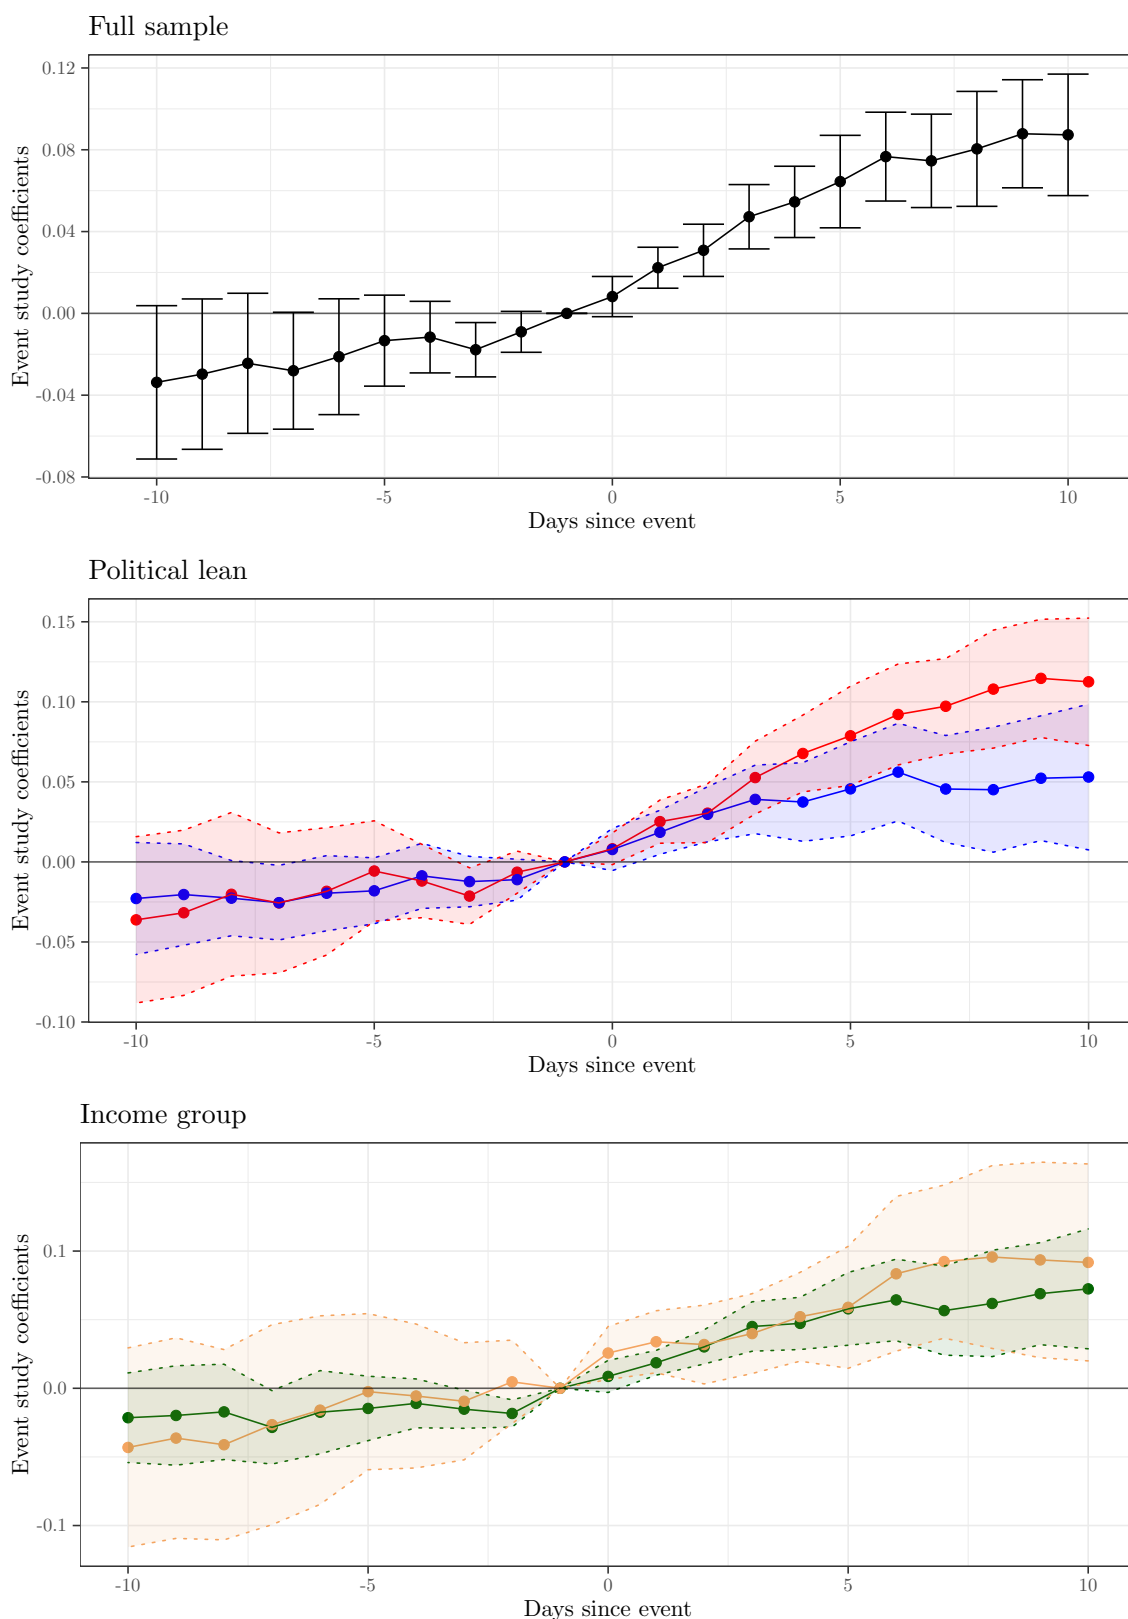 Full sample
Event study coefficients
0.12
0.08
0.04
0.00
-0.04
-0.08
-10 -5 0 5 10
Days since event
Political lean
Event study coefficients
0.15
0.10
0.05
0.00
-0.05
-0.10
-10 -5 0 5 10
Days since event
Income group
Event study coefficients
0.1
0.0
-0.1
-10 -5 0 5 10
Days since event